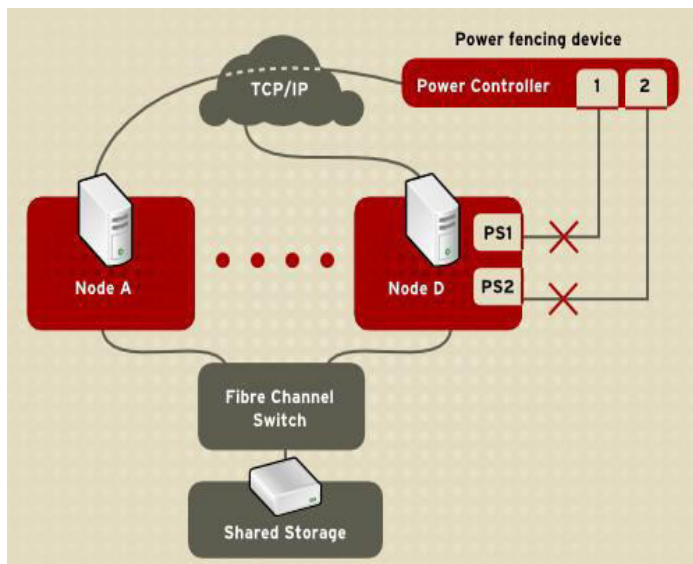 Power fencing device
TCP/IP
Power Controller
1
2
Node A
Node D
PS1
PS2
Fibre Channel
Switch
Shared Storage